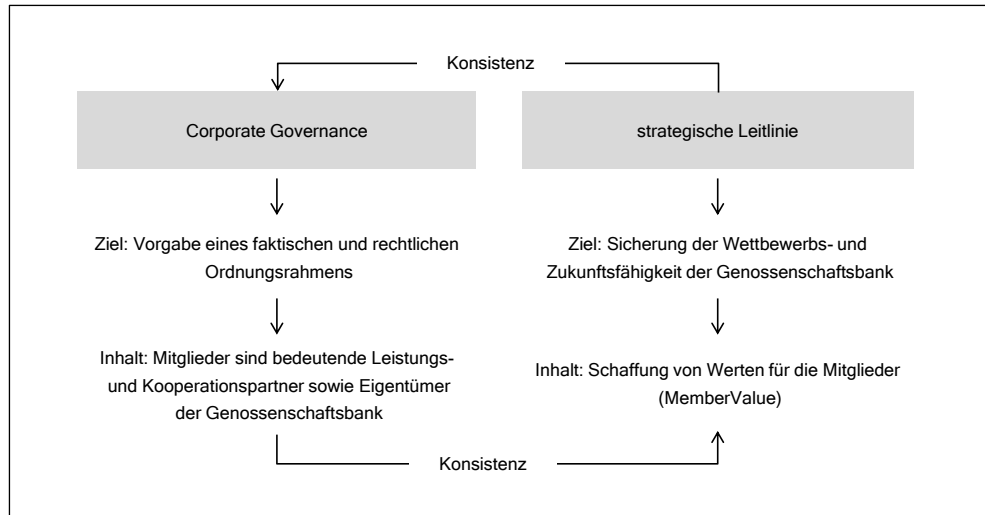 Konsistenz
Corporate Governance
strategische Leitlinie
Ziel: Vorgabe eines faktischen und rechtlichen
Ordnungsrahmens
Ziel: Sicherung der Wettbewerbs- und
Zukunftsfähigkeit der Genossenschaftsbank
Inhalt: Mitglieder sind bedeutende Leistungs-
und Kooperationspartner sowie Eigentümer
der Genossenschaftsbank
Inhalt: Schaffung von Werten für die Mitglieder
(MemberValue)
Konsistenz